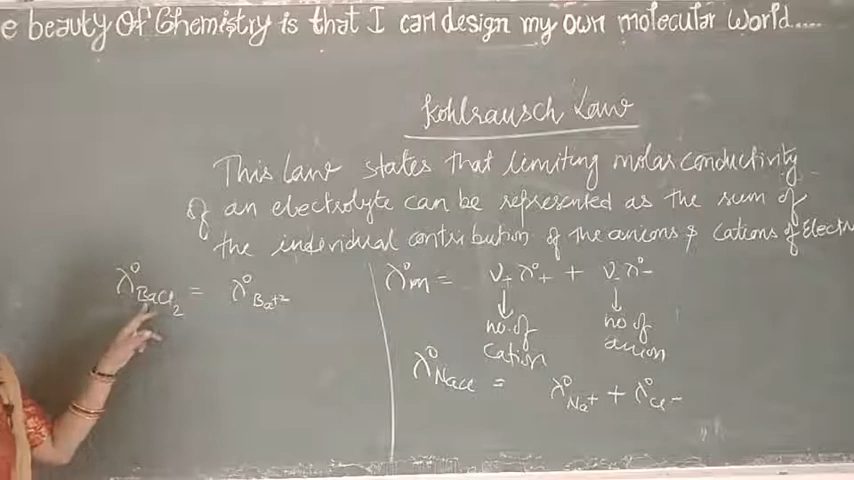 e beauty Of Chemistry is that I can design my own molecular World....
Kohlrausch Law
This Law states that limiting molar conductivity
Of an electrolyte can be represented as the sum of
the individual contribution of the anions & cations of Electr
λ°BaCl₂ = λ°Ba+2
λ°m = ν₊λ°₊ + ν₋λ°₋
↓ ↓
no. of cation
no of anion
λ°NaCl = λ°Na⁺ + λ°Cl⁻